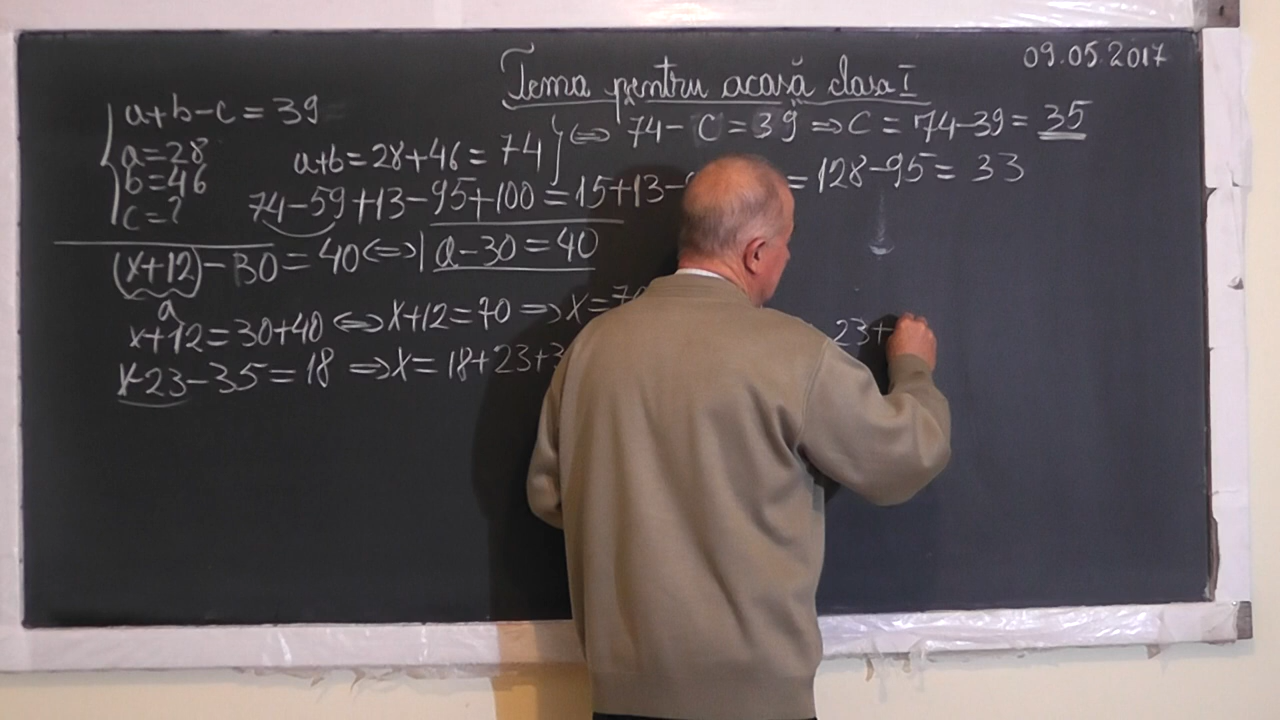 09.05.2017
Tema pentru acasă clasa I
a+b-c=39
a=28
b=46
c=?
a+b=28+46=74 } ⇔ 74-c=39 ⇒ c=74-39=35
74-59+13-95+100=15+13- =128-95=33
(x+12)-30=40 ⇔ a-30=40
a
x+12=30+40 ⇔ x+12=70 ⇒ x=7
x-23-35=18 ⇒ x=18+23+3
23+